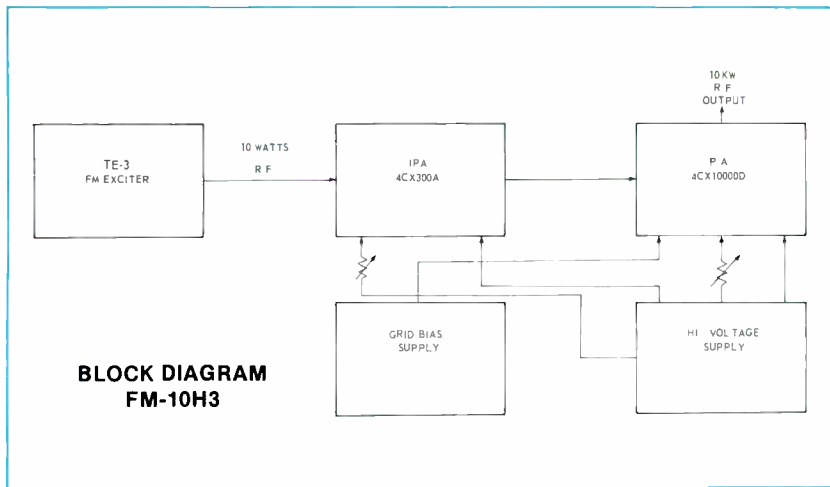 10 KW
R F
OUTPUT
TE-3
FM EXCITER
10 WATTS
R F
IPA
4CX300A
P A
4CX10000D
GRID BIAS
SUPPLY
HI VOLTAGE
SUPPLY
BLOCK DIAGRAM
FM-10H3